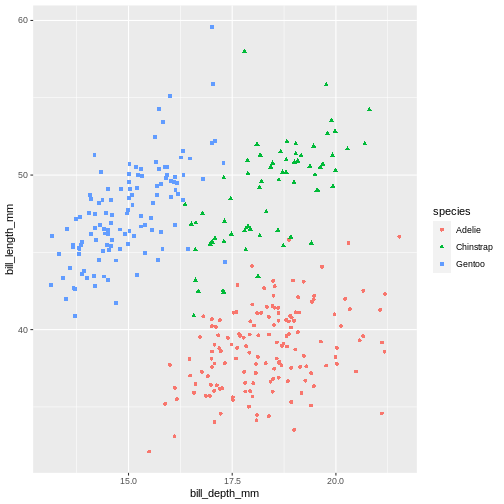 60
50
40
bill_length_mm
15.0
17.5
20.0
bill_depth_mm
species
Adelie
Chinstrap
Gentoo